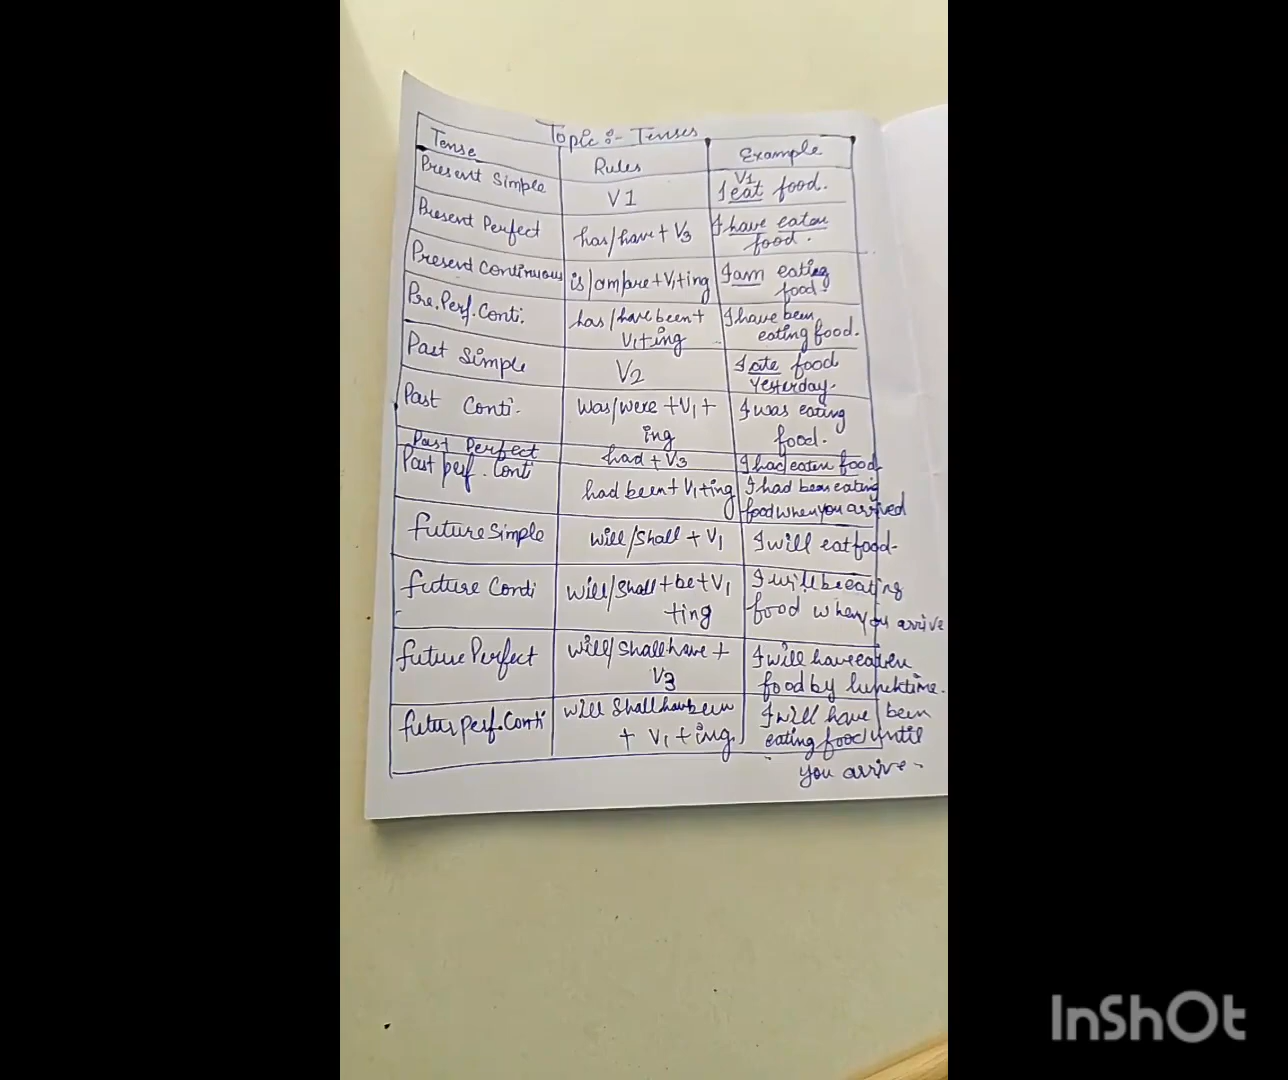 Topic :- Tenses
Tense Rules Example
Present Simple V1 V1 I eat food.
Present Perfect has/have + V3 I have eaten
food.
Present Continuous is/am/are + V1 + ing I am eating
food.
Pre. Perf. Conti. has/have been + I have been
V1 + ing eating food.
Past Simple V2 I ate food
Yesterday.
Past Conti. was/were + V1 + I was eating
ing food.
Past Perfect had + V3 I had eaten food
Past perf. Conti had been + V1 + ing I had been eating
food when you arrived
future Simple will/Shall + V1 I will eat food.
future Conti will/Shall + be + V1 I will be eating
+ing food when you arrive
future Perfect will/Shall have + I will have eaten
V3 food by lunchtime.
futur perf. Conti will Shall have been I will have been
+ V1 + ing. eating food until
you arrive.
InShOt